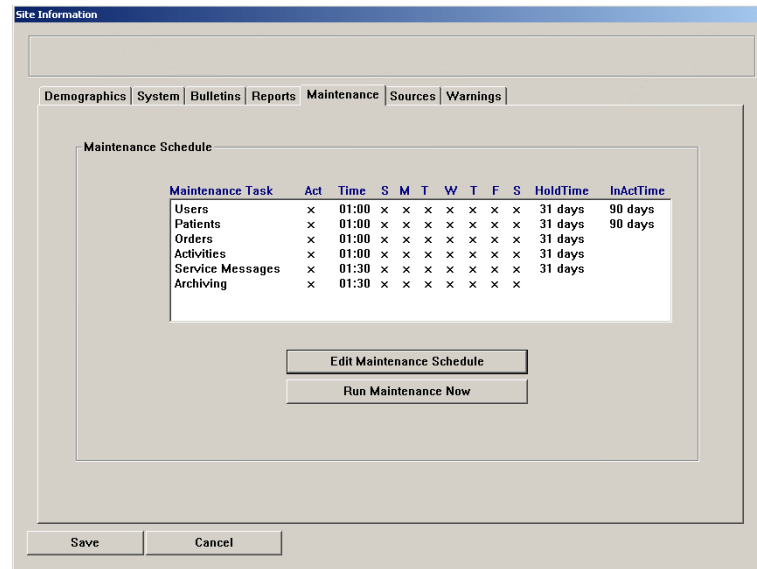 Site Information
Demographics System Bulletins Reports Maintenance Sources Warnings
Maintenance Schedule
Maintenance Task Act Time S M T W T F S HoldTime InActTime
Users x 01:00 x x x x x x x 31 days 90 days
Patients x 01:00 x x x x x x x 31 days 90 days
Orders x 01:00 x x x x x x x 31 days
Activities x 01:00 x x x x x x x 31 days
Service Messages x 01:30 x x x x x x x 31 days
Archiving x 01:30 x x x x x x x
Edit Maintenance Schedule
Run Maintenance Now
Save Cancel